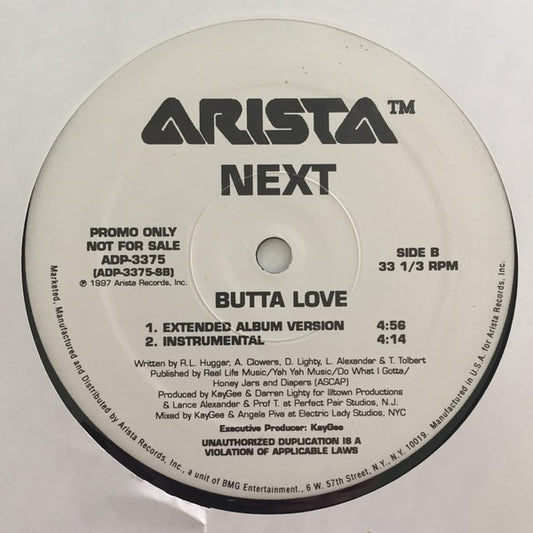 ARISTA™
NEXT
PROMO ONLY
NOT FOR SALE
ADP-3375
(ADP-3375-SB)
℗ 1997 Arista Records, Inc.
SIDE B
33 1/3 RPM
BUTTA LOVE
1. EXTENDED ALBUM VERSION 4:56
2. INSTRUMENTAL 4:14
Written by R.L. Huggar, A. Clowers, D. Lighty, L. Alexander & T. Tolbert
Published by Real Life Music/Yah Yah Music/Do What I Gotta/
Honey Jars and Diapers (ASCAP)
Produced by KayGee & Darren Lighty for Illtown Productions
& Lance Alexander & Prof T. at Perfect Pair Studios, N.J.
Mixed by KayGee & Angela Piva at Electric Lady Studios, NYC
Executive Producer: KayGee
UNAUTHORIZED DUPLICATION IS A
VIOLATION OF APPLICABLE LAWS
Marketed, Manufactured and Distributed by Arista Records, Inc., a unit of BMG Entertainment., 6 W. 57th Street, N.Y., N.Y. 10019. Manufactured in U.S.A. for Arista Records, Inc.